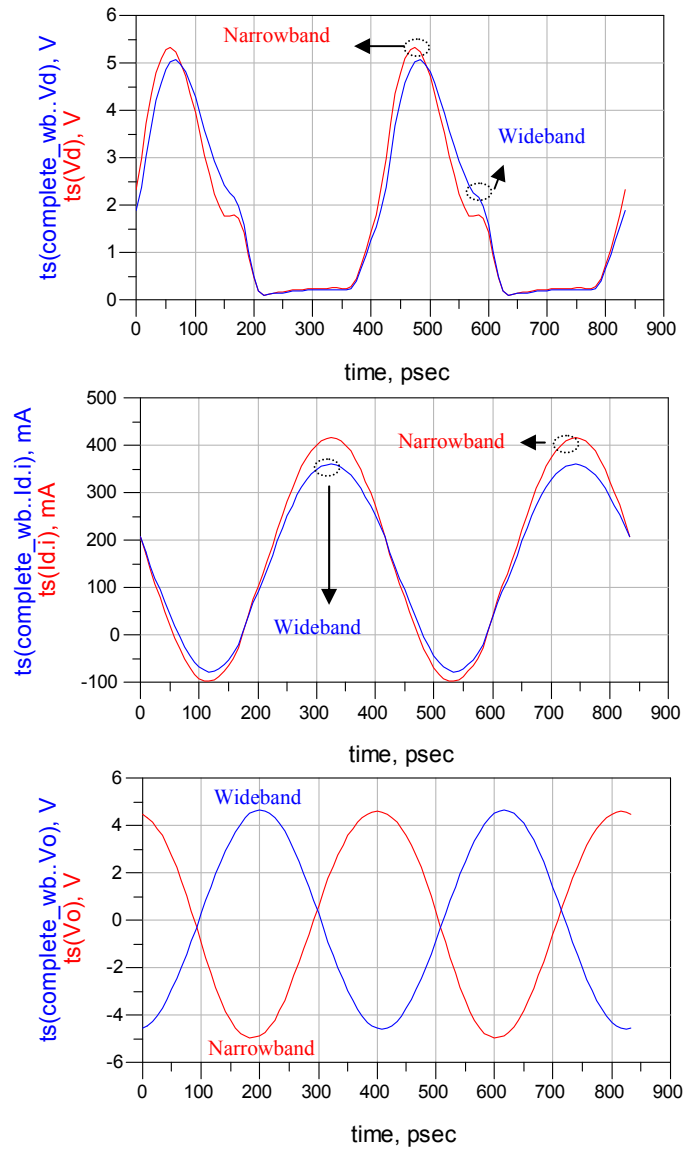 ts(complete_wb..Vd), V
ts(Vd), V
6
5
4
3
2
1
0
Narrowband
Wideband
0 100 200 300 400 500 600 700 800 900
time, psec
ts(complete_wb..Id.i), mA
ts(Id.i), mA
500
400
300
200
100
0
-100
Narrowband
Wideband
0 100 200 300 400 500 600 700 800 900
time, psec
ts(complete_wb..Vo), V
ts(Vo), V
6
4
2
0
-2
-4
-6
Wideband
Narrowband
0 100 200 300 400 500 600 700 800 900
time, psec